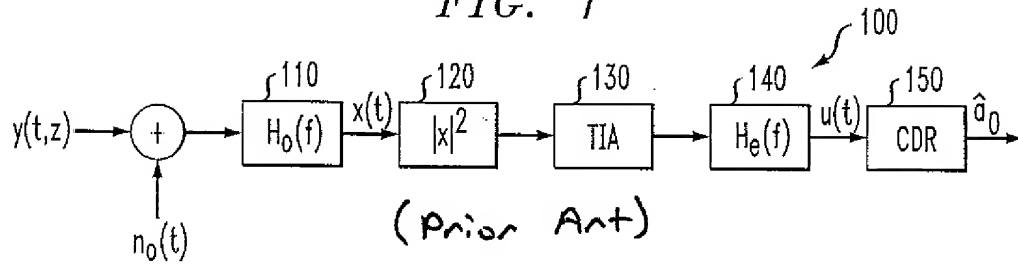 FIG. 1
100
110
120
130
140
150
y(t,z)
+
H₀(f)
x(t)
|x|²
TIA
Hₑ(f)
u(t)
CDR
â₀
n₀(t)
(Prior Art)